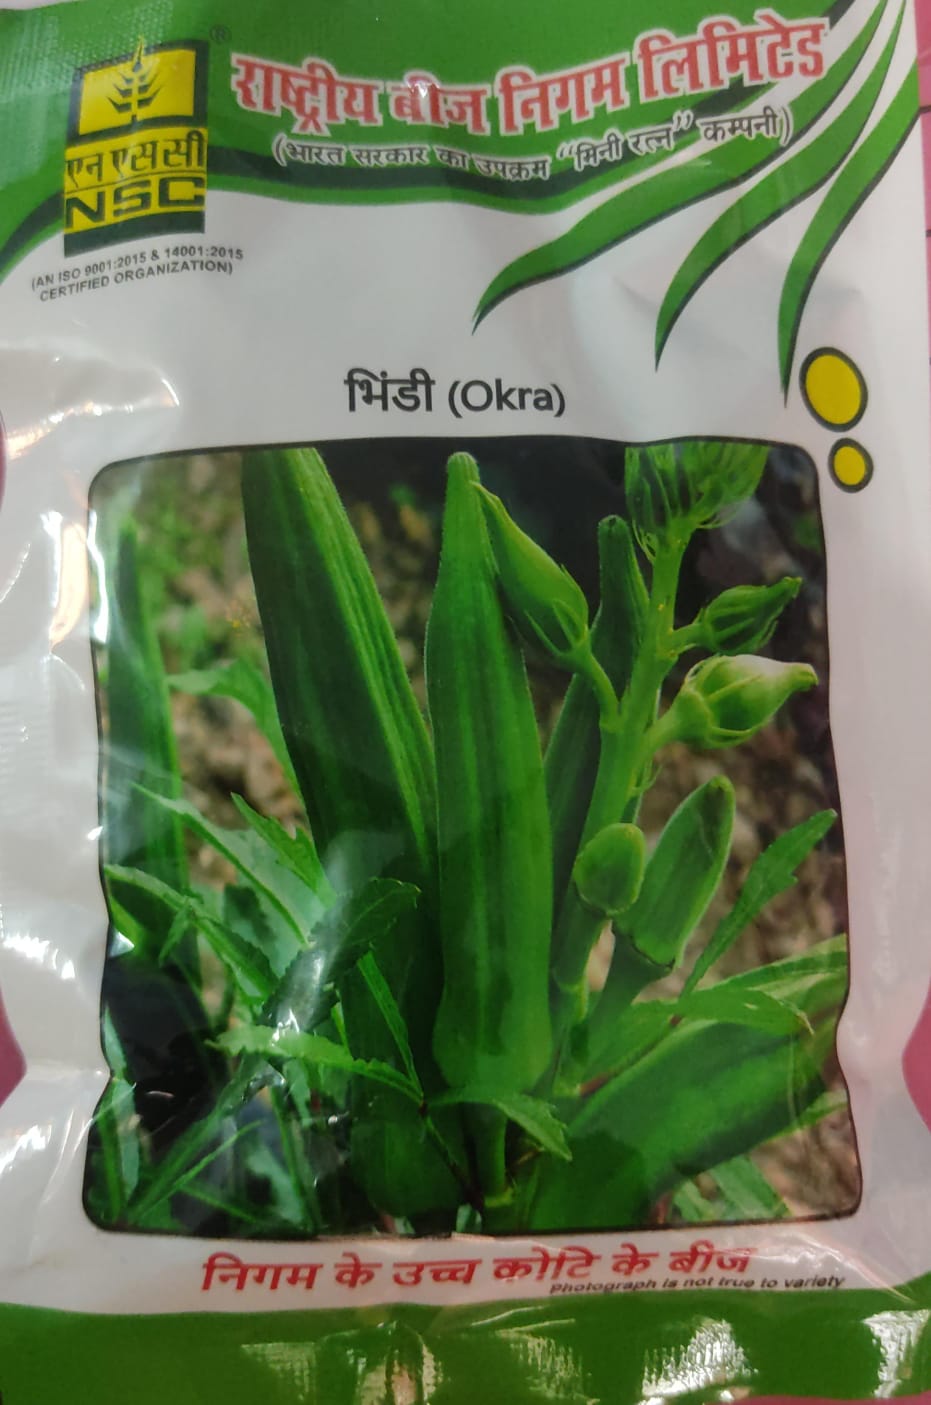 ®
राष्ट्रीय बीज निगम लिमिटेड
(भारत सरकार का उपक्रम “मिनी रत्न” कम्पनी)
एन एस सी
NSC
(AN ISO 9001:2015 & 14001:2015
CERTIFIED ORGANIZATION)
भिंडी (Okra)
निगम के उच्च कोटि के बीज
Photograph is not true to variety